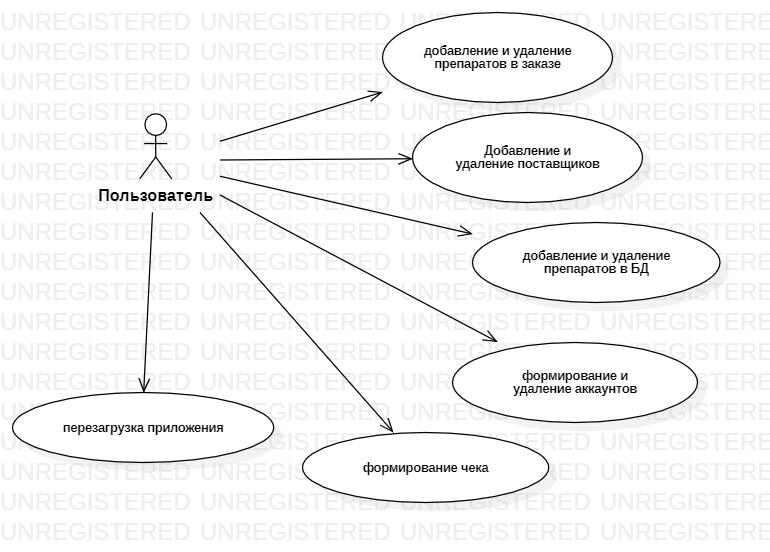 добавление и удаление
препаратов в заказе
Добавление и
удаление поставщиков
Пользователь
добавление и удаление
препаратов в БД
формирование и
удаление аккаунтов
перезагрузка приложения
формирование чека
UNREGISTERED UNREGISTERED UNREGISTERED UNREGISTERED